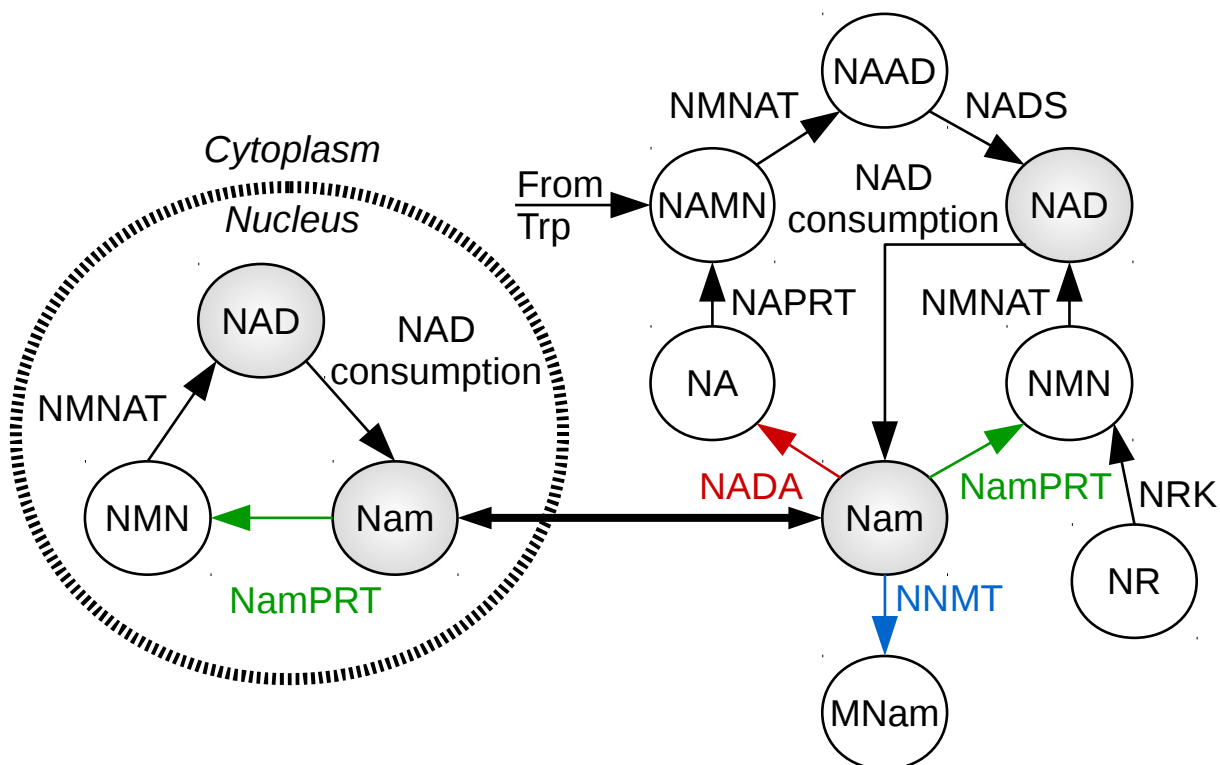 NAAD
NMNAT
NADS
Cytoplasm
From
Trp
NAMN
NAD
consumption
NAD
Nucleus
NAD
NAD
consumption
NAPRT
NMNAT
NMNAT
NA
NMN
NADA
NamPRT
NRK
NMN
Nam
Nam
NR
NamPRT
NNMT
MNam